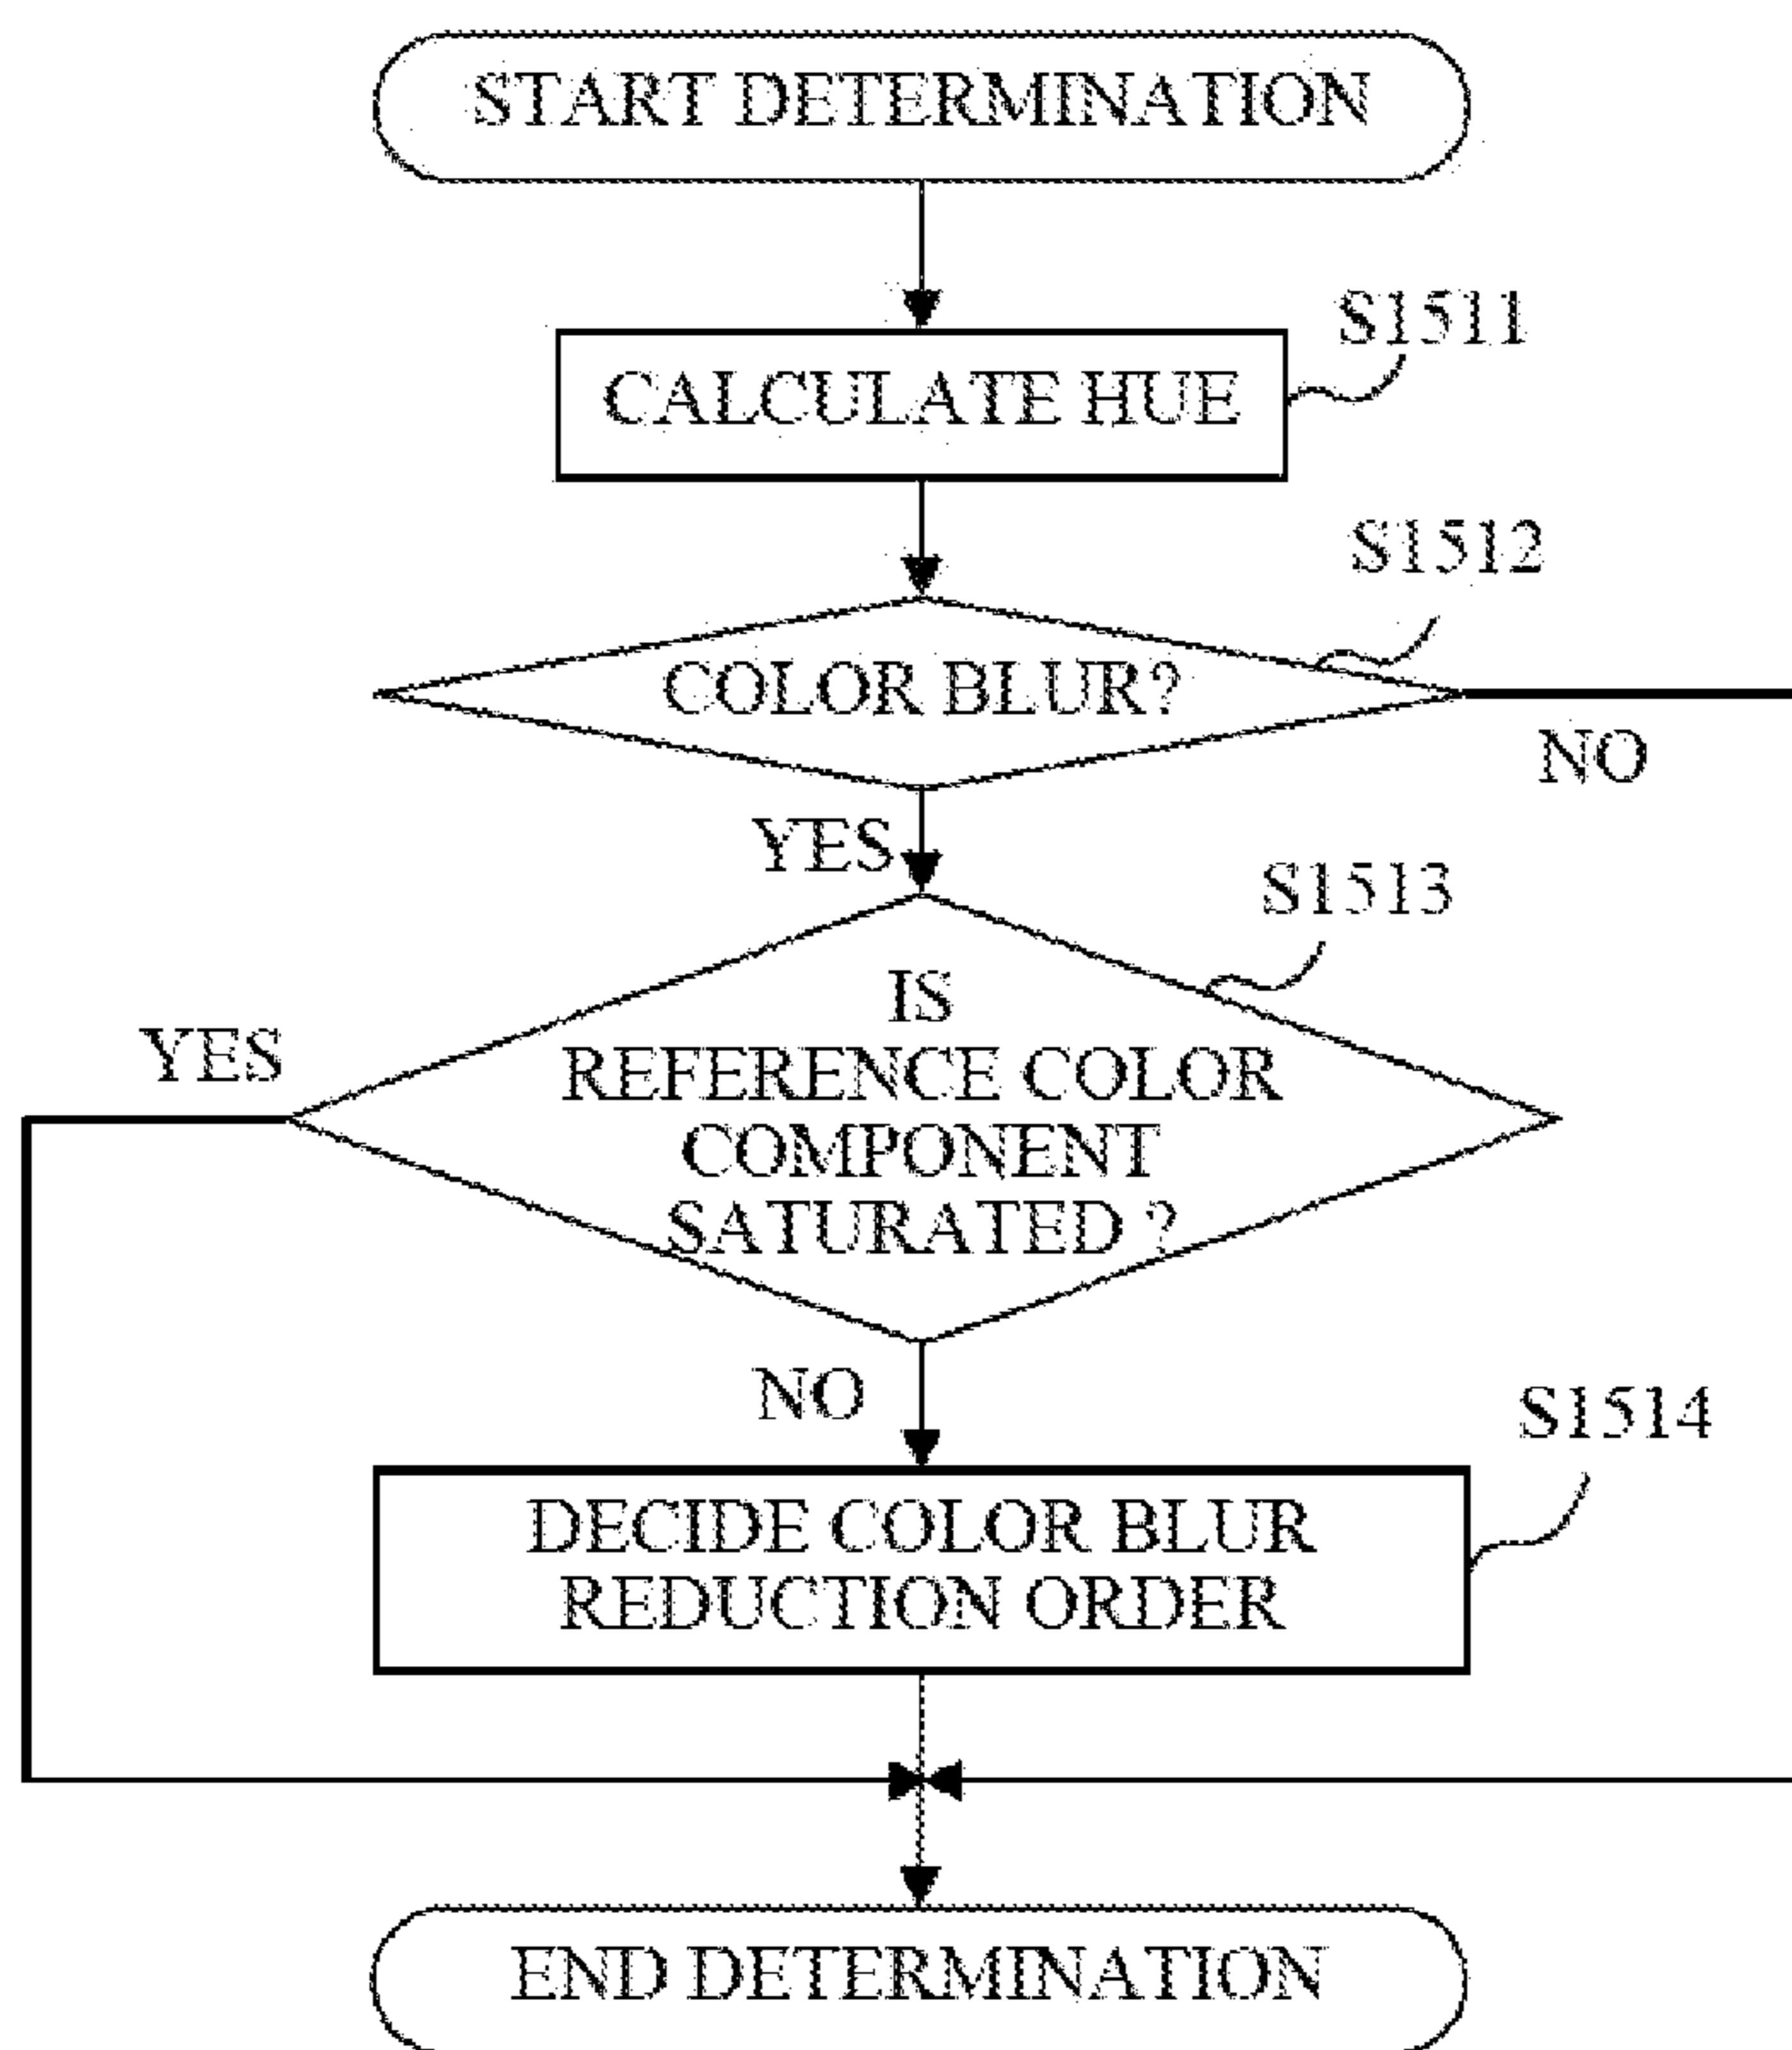 START DETERMINATION
S1511
CALCULATE HUE
S1512
COLOR BLUR?
NO
YES
S1513
IS
REFERENCE COLOR
COMPONENT
SATURATED ?
YES
NO
S1514
DECIDE COLOR BLUR
REDUCTION ORDER
END DETERMINATION